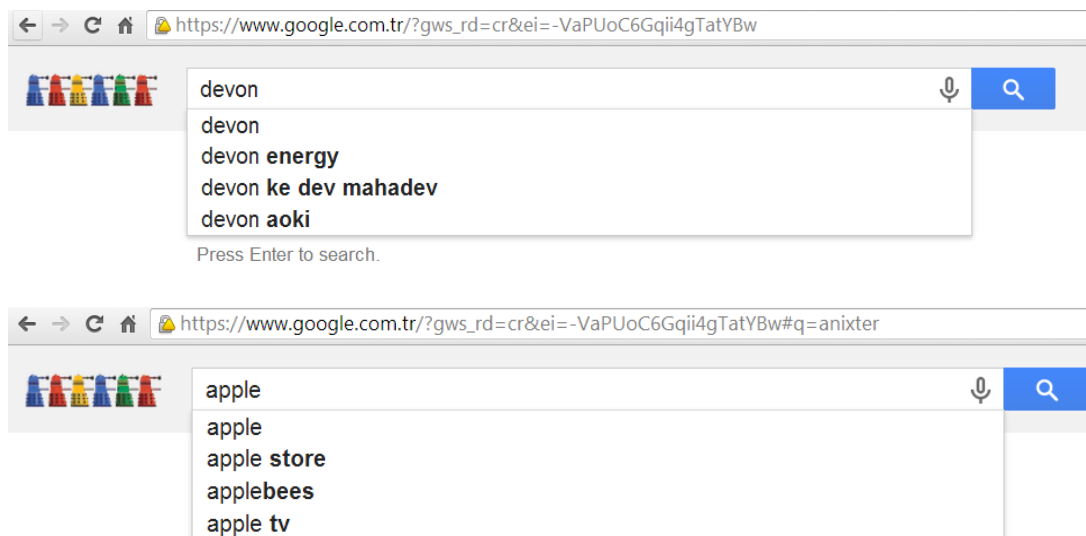 https://www.google.com.tr/?gws_rd=cr&ei=-VaPUoC6Gqii4gTatYBw
devon
devon
devon energy
devon ke dev mahadev
devon aoki
Press Enter to search.
https://www.google.com.tr/?gws_rd=cr&ei=-VaPUoC6Gqii4gTatYBw#q=anixter
apple
apple
apple store
applebees
apple tv